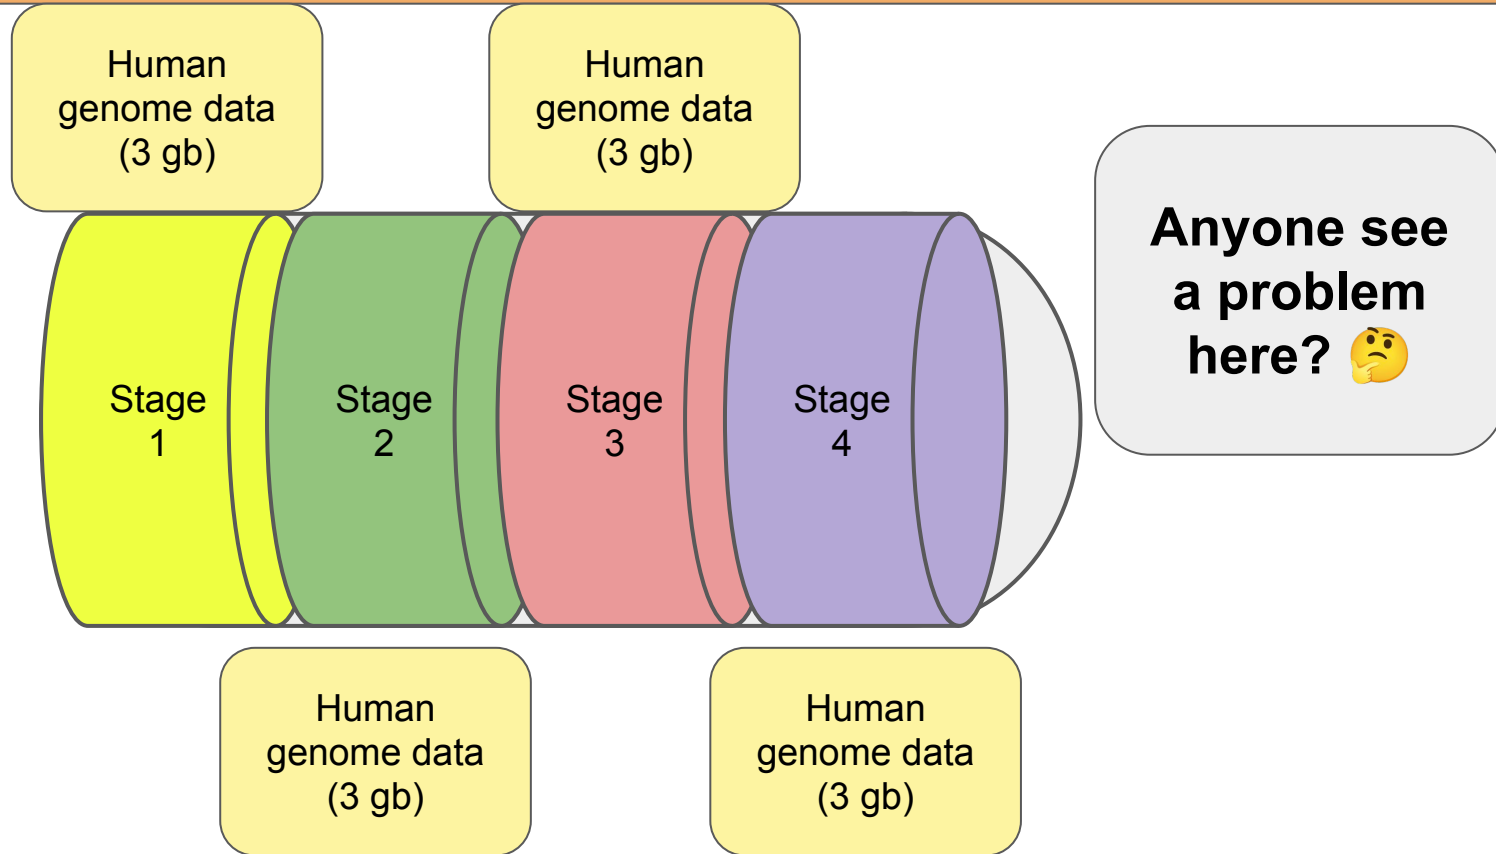 Human
genome data
(3 gb)
Human
genome data
(3 gb)
Anyone see
a problem
here? 🤔
Stage
1
Stage
2
Stage
3
Stage
4
Human
genome data
(3 gb)
Human
genome data
(3 gb)